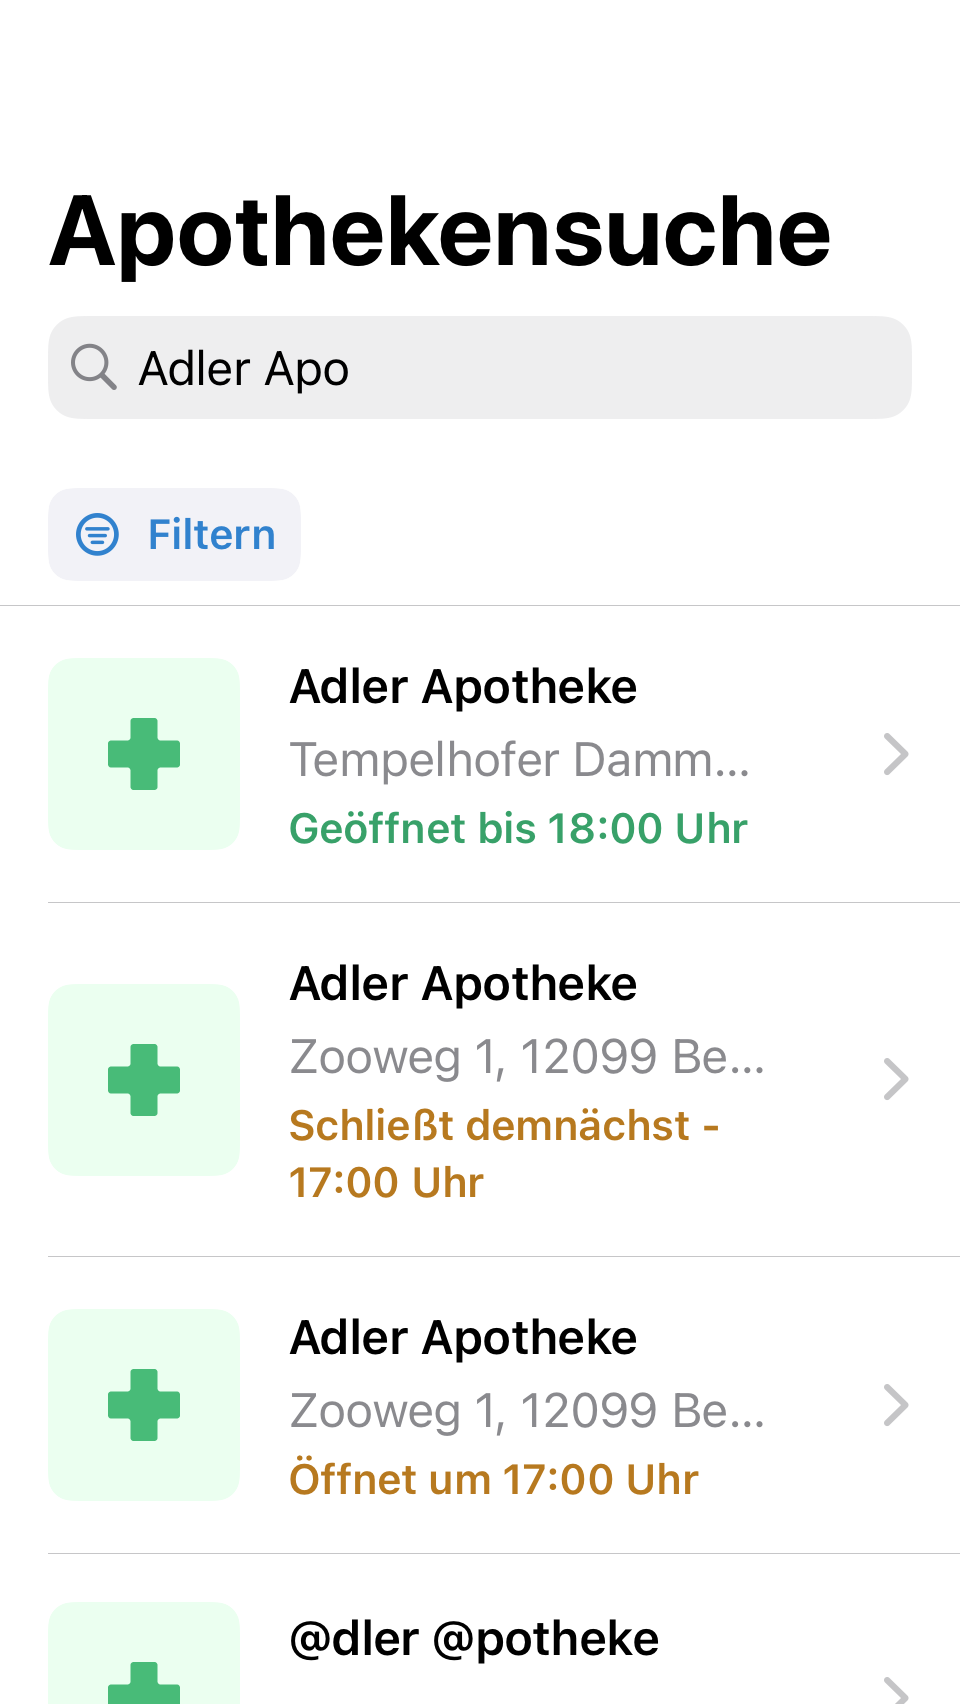 Apothekensuche
Adler Apo
Filtern
Adler Apotheke
Tempelhofer Damm...
Geöffnet bis 18:00 Uhr
Adler Apotheke
Zooweg 1, 12099 Be...
Schließt demnächst -
17:00 Uhr
Adler Apotheke
Zooweg 1, 12099 Be...
Öffnet um 17:00 Uhr
@dler @potheke